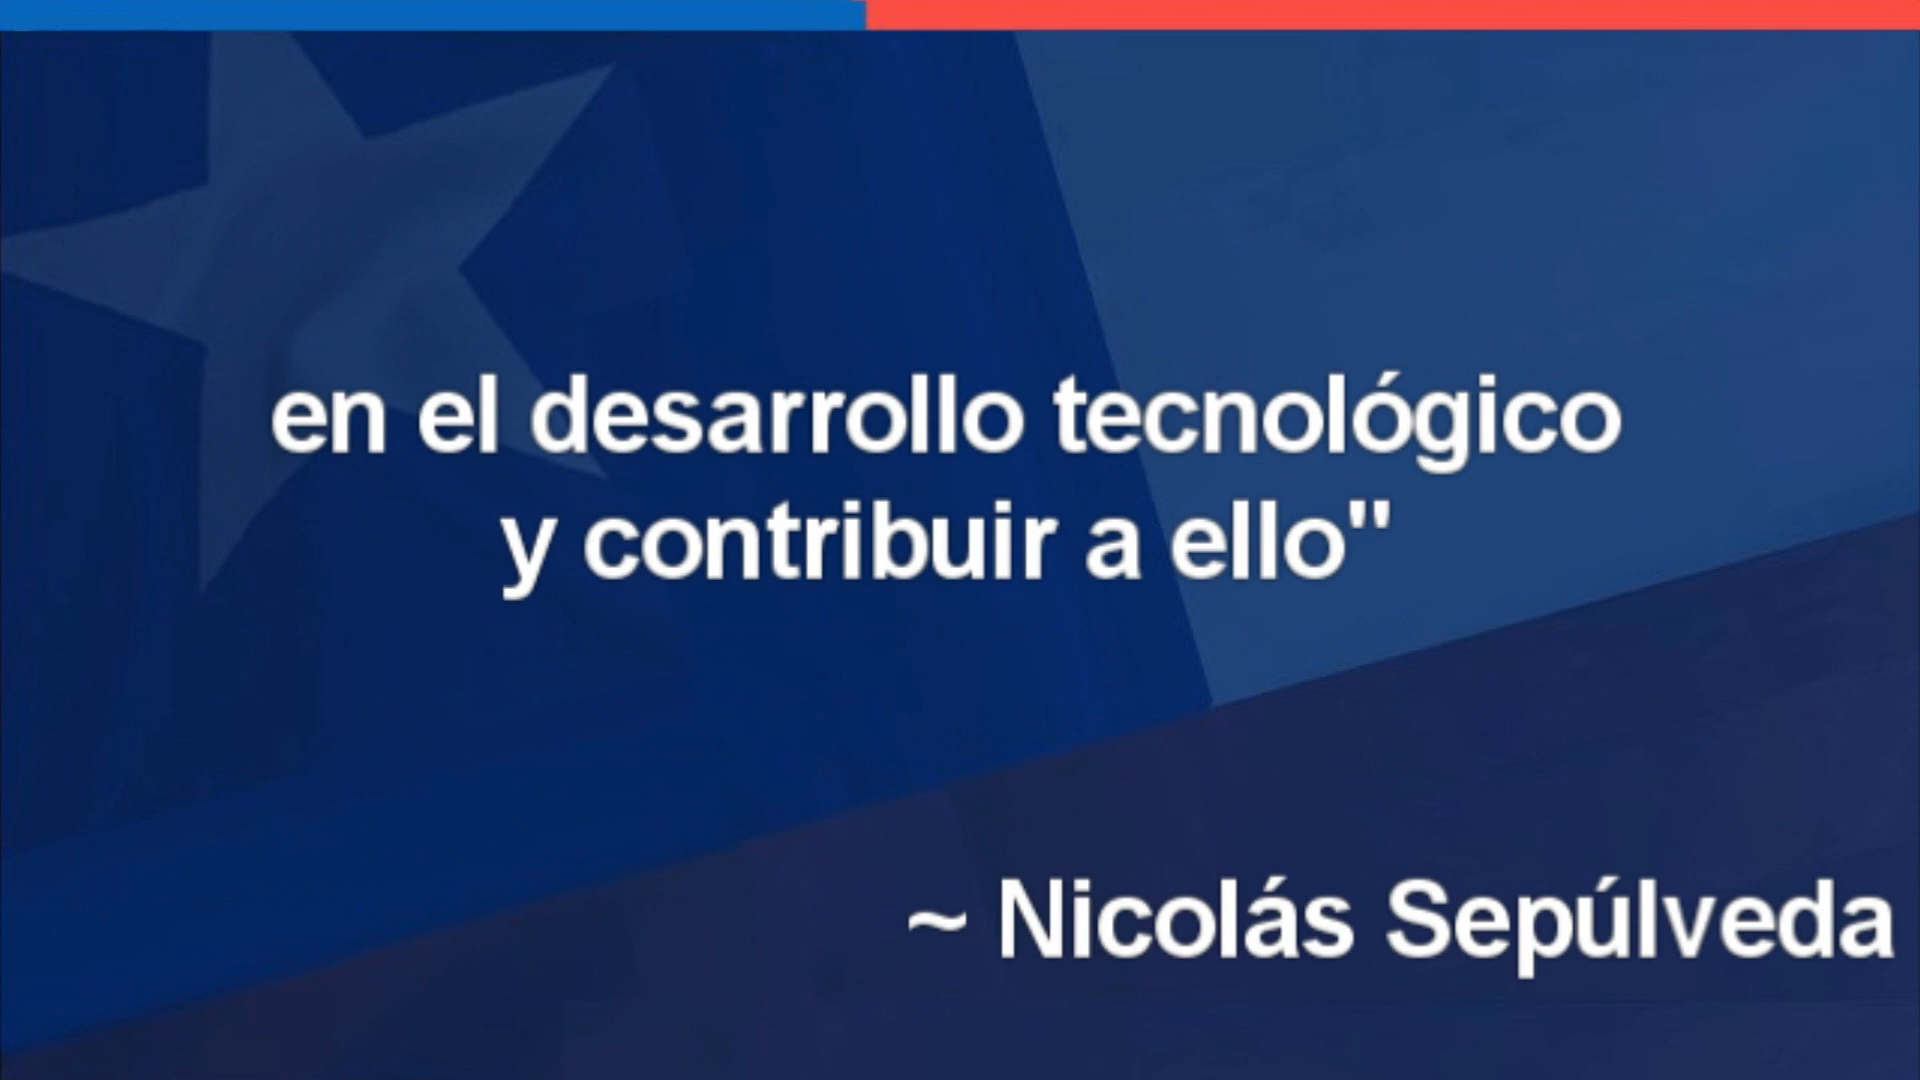 en el desarrollo tecnológico
y contribuir a ello"
~ Nicolás Sepúlveda